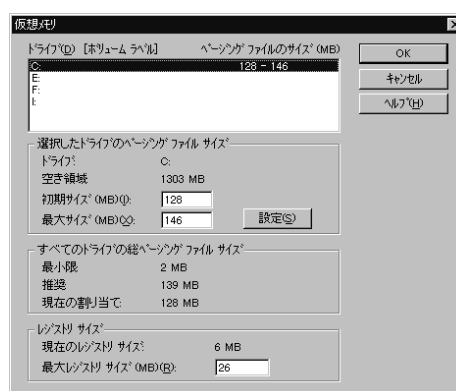 仮想ﾒﾓﾘ
ﾄﾞﾗｲﾌﾞ(D) [ﾎﾞﾘｭｰﾑ ﾗﾍﾞﾙ] ﾍﾟｰｼﾞﾝｸﾞ ﾌｧｲﾙのｻｲｽﾞ (MB)
C: 128 - 146
E:
F:
I:
OK
ｷｬﾝｾﾙ
ﾍﾙﾌﾟ(H)
選択したﾄﾞﾗｲﾌﾞのﾍﾟｰｼﾞﾝｸﾞ ﾌｧｲﾙ ｻｲｽﾞ
ﾄﾞﾗｲﾌﾞ: C:
空き領域 1303 MB
初期ｻｲｽﾞ (MB)(I): 128
最大ｻｲｽﾞ (MB)(X): 146 設定(S)
すべてのﾄﾞﾗｲﾌﾞの総ﾍﾟｰｼﾞﾝｸﾞ ﾌｧｲﾙ ｻｲｽﾞ
最小限: 2 MB
推奨 139 MB
現在の割り当て: 128 MB
ﾚｼﾞｽﾄﾘ ｻｲｽﾞ
現在のﾚｼﾞｽﾄﾘ ｻｲｽﾞ: 6 MB
最大ﾚｼﾞｽﾄﾘ ｻｲｽﾞ (MB)(R): 26